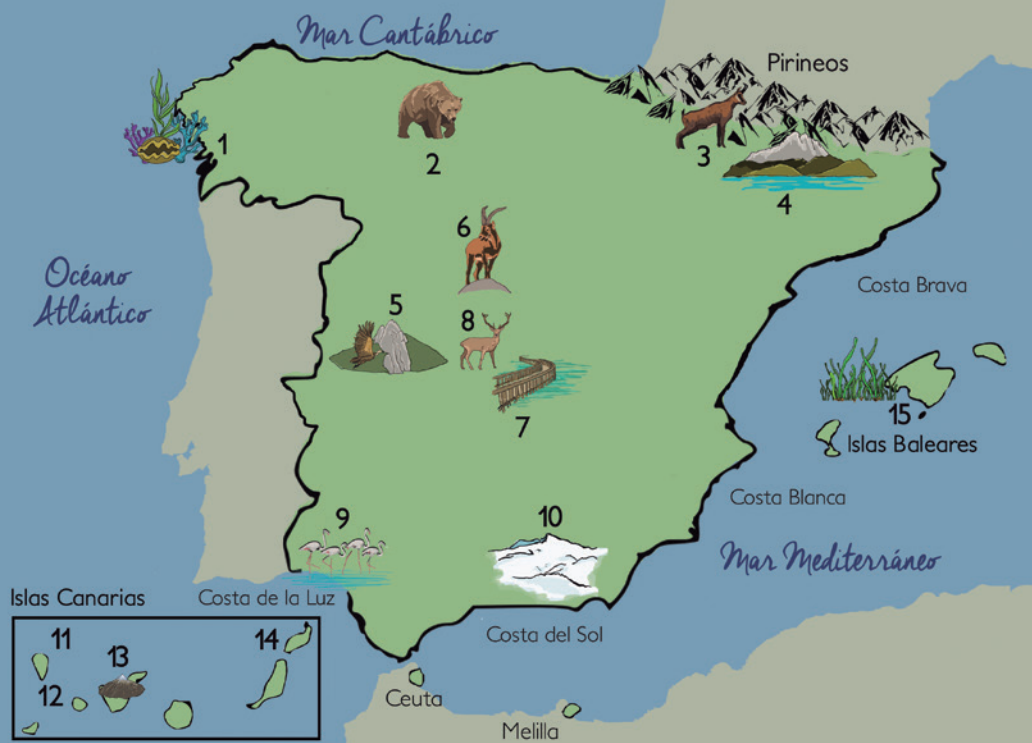 Mar Cantábrico
Pirineos
1
2
3
4
6
Océano
Atlántico
Costa Brava
5
8
7
15
Islas Baleares
Costa Blanca
9
10
Mar Mediterráneo
Islas Canarias
Costa de la Luz
11
13
14
12
Costa del Sol
Ceuta
Melilla